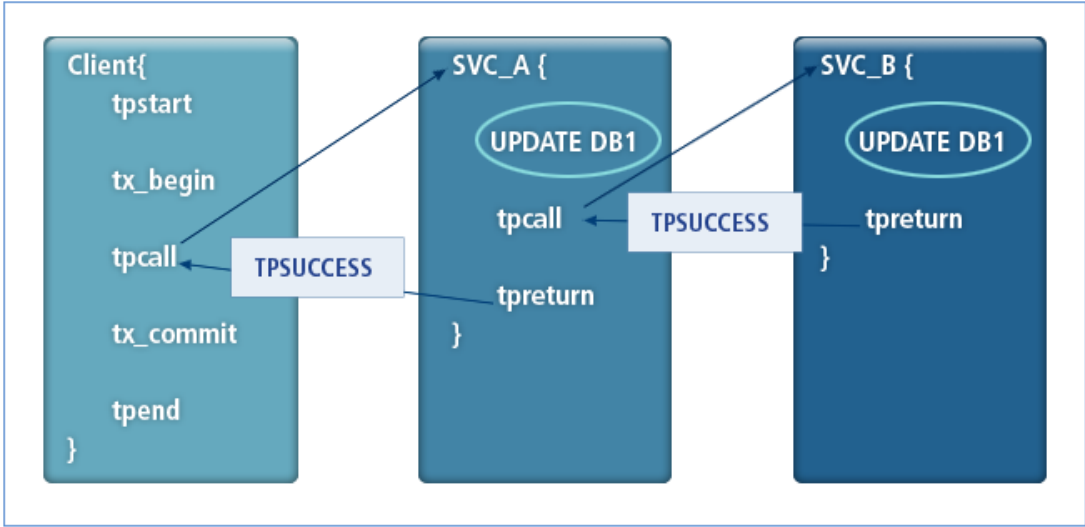 Client{
tpstart
tx_begin
tpcall
TPSUCCESS
tx_commit
tpend
}
SVC_A {
UPDATE DB1
tpcall
TPSUCCESS
tpreturn
}
SVC_B {
UPDATE DB1
tpreturn
}